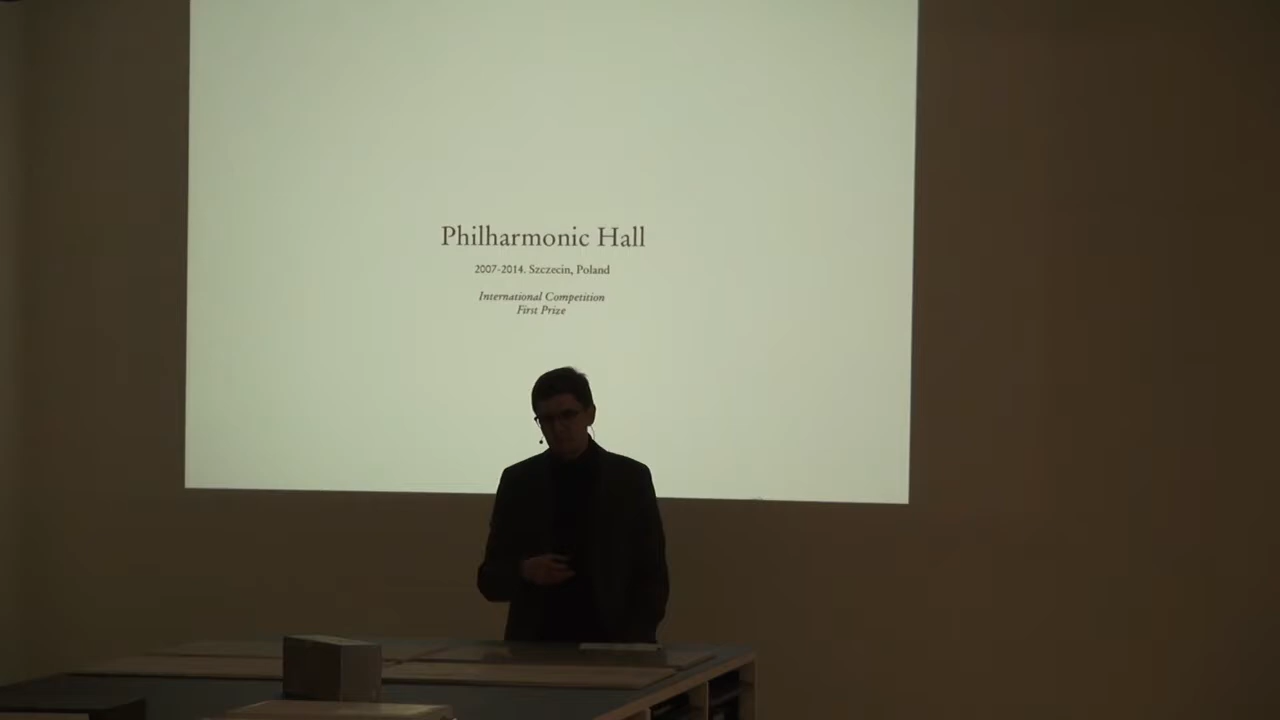 Philharmonic Hall
2007-2014. Szczecin, Poland
International Competition
First Prize